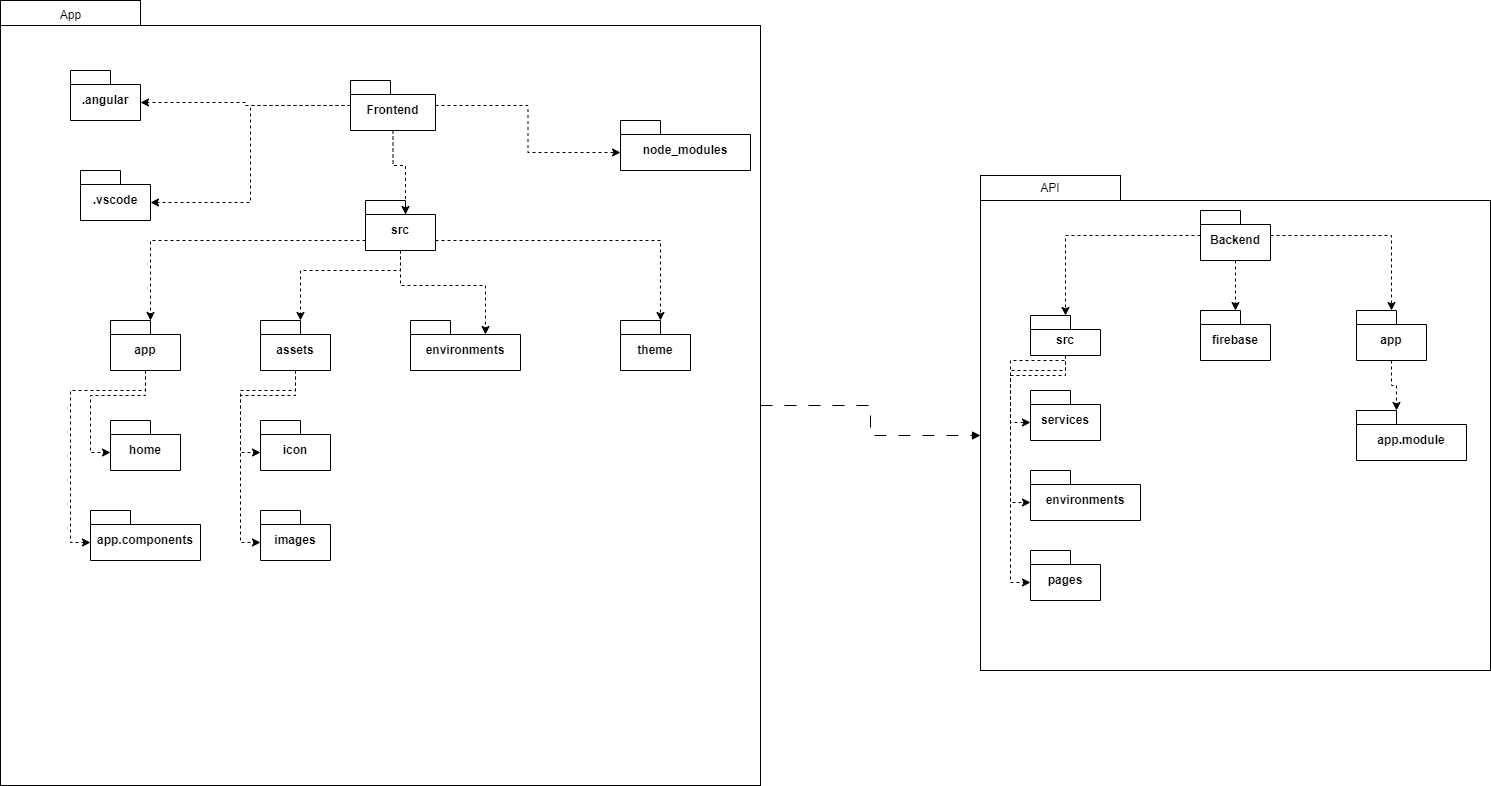 App
.angular
Frontend
node_modules
.vscode
src
app
assets
environments
theme
home
icon
app.components
images
API
Backend
src
firebase
app
services
app.module
environments
pages